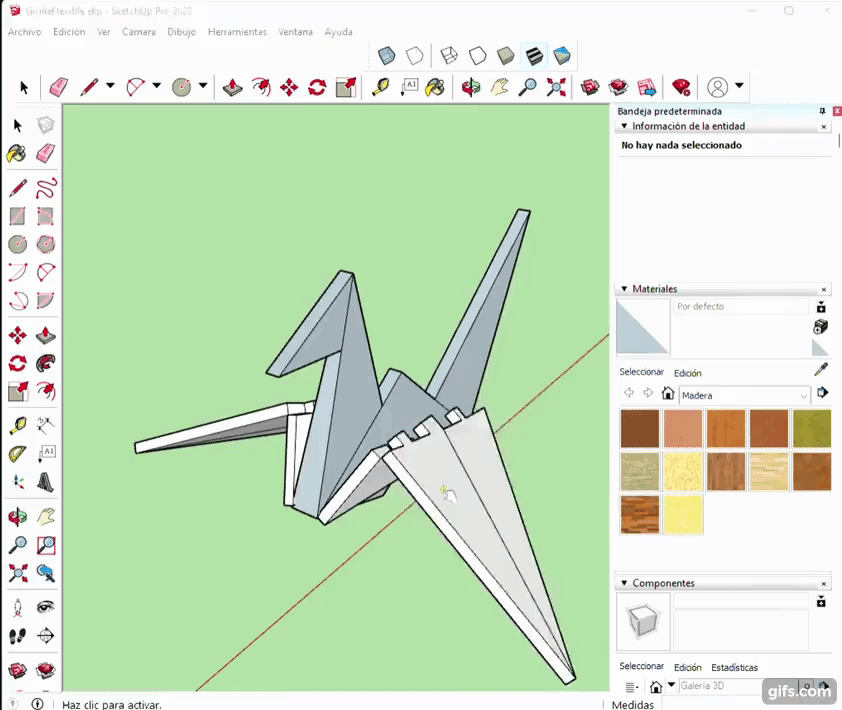 SketchUp Pro 2020
Archivo Edición Ver Cámara Dibujo Herramientas Ventana Ayuda
A1
Bandeja predeterminada
Información de la entidad
No hay nada seleccionado
Materiales
Por defecto
Seleccionar Edición
Madera
A1
Componentes
Seleccionar Edición Estadísticas
Galería 3D
gifs.com
Haz clic para activar.
Medidas